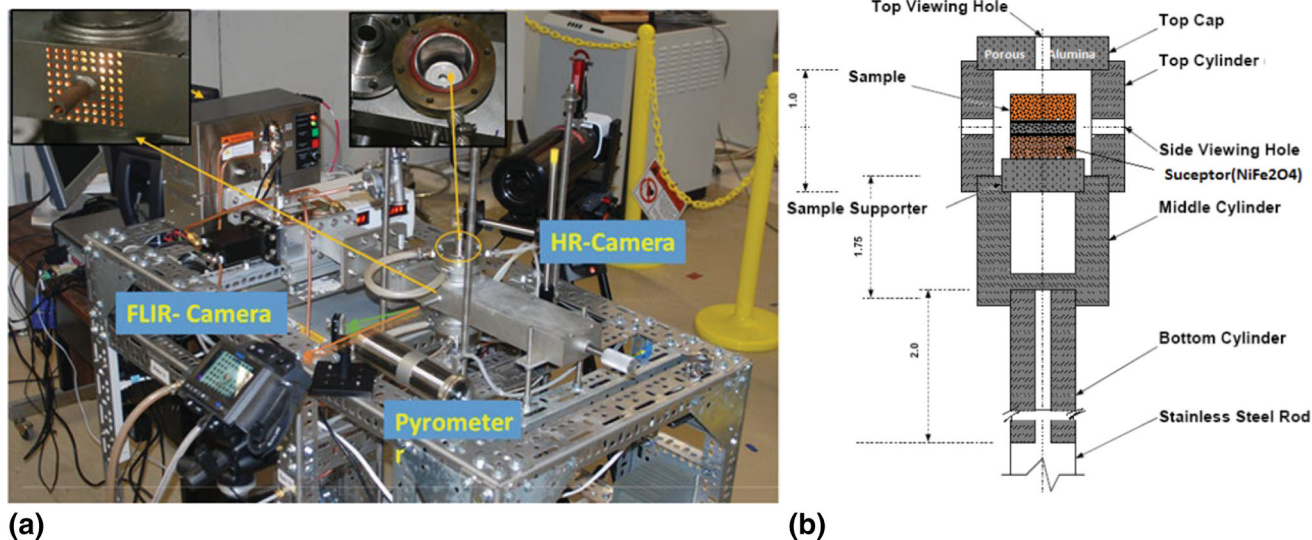 HR-Camera
FLIR- Camera
Pyrometer
r
(a)
Top Viewing Hole
Top Cap
Porous
Alumina
Top Cylinder
Sample
1.0
Side Viewing Hole
Suceptor(NiFe2O4)
Sample Supporter
Middle Cylinder
1.75
2.0
Bottom Cylinder
Stainless Steel Rod
(b)